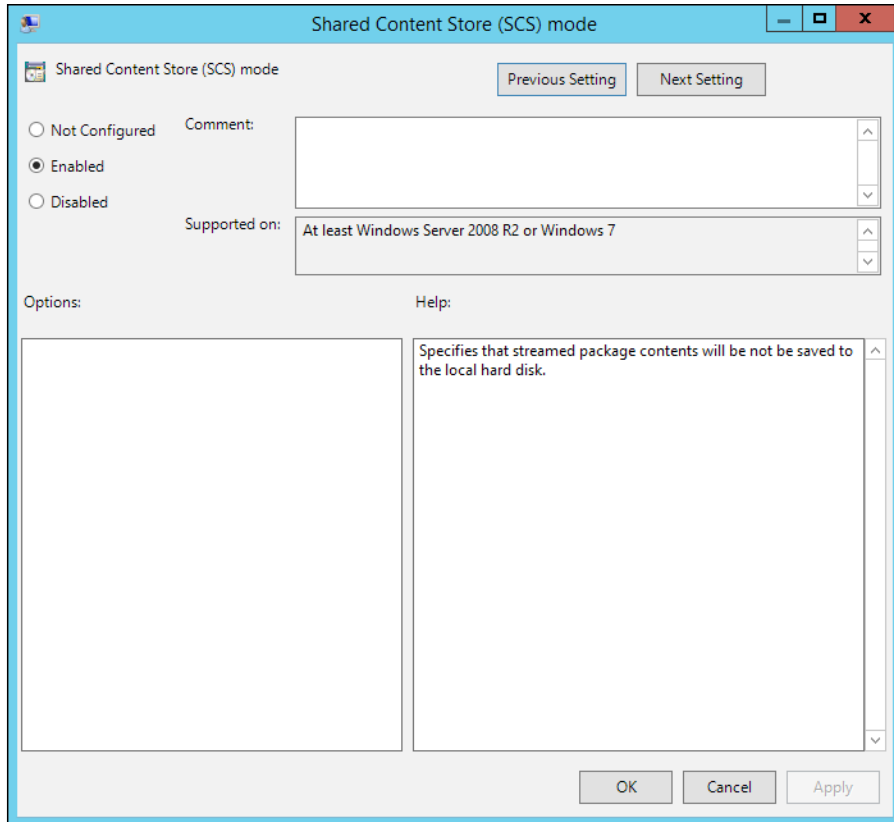 Shared Content Store (SCS) mode
Shared Content Store (SCS) mode
Previous Setting
Next Setting
Not Configured
Comment:
Enabled
Disabled
Supported on:
At least Windows Server 2008 R2 or Windows 7
Options:
Help:
Specifies that streamed package contents will be not be saved to
the local hard disk.
OK
Cancel
Apply